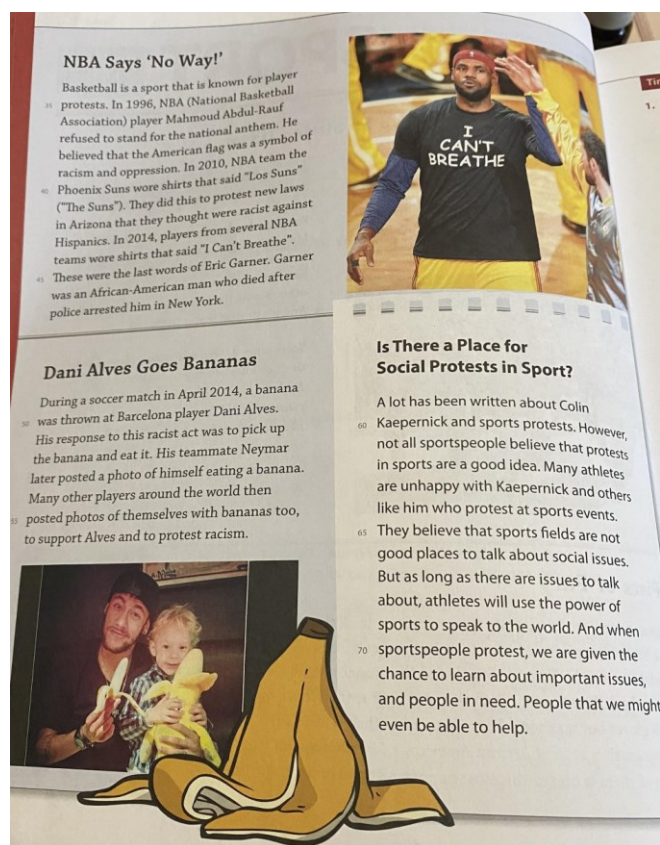 NBA Says ‘No Way!’
Basketball is a sport that is known for player
35 protests. In 1996, NBA (National Basketball
Association) player Mahmoud Abdul-Rauf
refused to stand for the national anthem. He
believed that the American flag was a symbol of
racism and oppression. In 2010, NBA team the
40 Phoenix Suns wore shirts that said “Los Suns”
(“The Suns”). They did this to protest new laws
in Arizona that they thought were racist against
Hispanics. In 2014, players from several NBA
teams wore shirts that said “I Can’t Breathe”.
45 These were the last words of Eric Garner. Garner
was an African-American man who died after
police arrested him in New York.
I
CAN'T
BREATHE
Dani Alves Goes Bananas
During a soccer match in April 2014, a banana
50 was thrown at Barcelona player Dani Alves.
His response to this racist act was to pick up
the banana and eat it. His teammate Neymar
later posted a photo of himself eating a banana.
Many other players around the world then
55 posted photos of themselves with bananas too,
to support Alves and to protest racism.
Is There a Place for
Social Protests in Sport?
A lot has been written about Colin
60 Kaepernick and sports protests. However,
not all sportspeople believe that protests
in sports are a good idea. Many athletes
are unhappy with Kaepernick and others
like him who protest at sports events.
65 They believe that sports fields are not
good places to talk about social issues.
But as long as there are issues to talk
about, athletes will use the power of
sports to speak to the world. And when
70 sportspeople protest, we are given the
chance to learn about important issues,
and people in need. People that we might
even be able to help.
1.